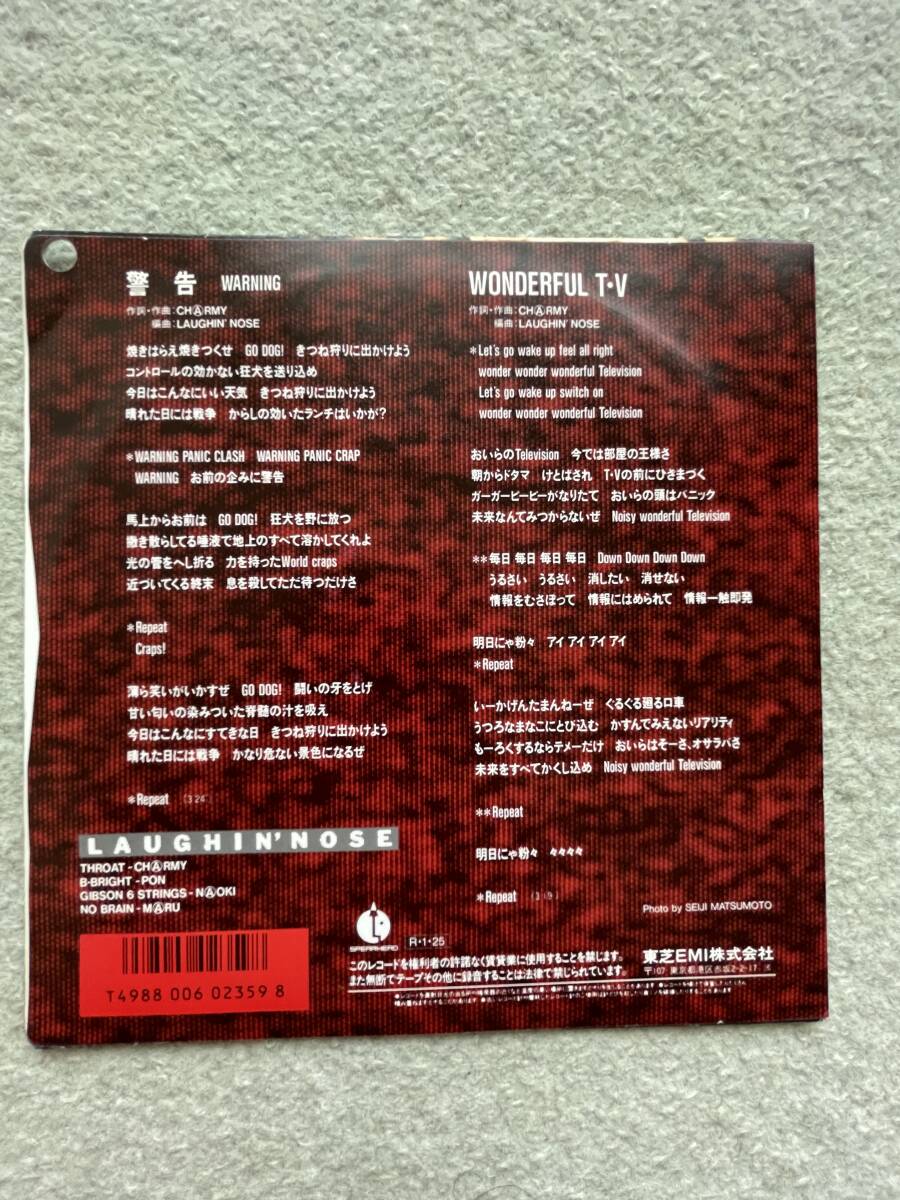 警告 WARNING
作詞・作曲：CHⒶRMY
編曲：LAUGHIN' NOSE
焼きはらえ焼きつくせ GO DOG! きつね狩りに出かけよう
コントロールの効かない狂犬を送り込め
今日はこんなにいい天気 きつね狩りに出かけよう
晴れた日には戦争 からしの効いたランチはいかが?
*WARNING PANIC CLASH WARNING PANIC CRAP
WARNING お前の企みに警告
馬上からお前は GO DOG! 狂犬を野に放つ
撒き散らしてる唾液で地上のすべて溶かしてくれよ
光の管をへし折る 力を持ったWorld craps
近づいてくる終末 息を殺してただ待つだけさ
*Repeat
Craps!
薄ら笑いがいかすぜ GO DOG! 闘いの牙をとげ
甘い匂いの染みついた脊髄の汁を吸え
今日はこんなにすてきな日 きつね狩りに出かけよう
晴れた日には戦争 かなり危ない景色になるぜ
*Repeat (3'24")
LAUGHIN' NOSE
THROAT-CHⒶRMY
B-BRIGHT-PON
GIBSON 6 STRINGS-NⒶOKI
NO BRAIN-MⒶRU
T4988 006 02359 8
WONDERFUL T・V
作詞・作曲：CHⒶRMY
編曲：LAUGHIN' NOSE
*Let's go wake up feel all right
wonder wonder wonderful Television
Let's go wake up switch on
wonder wonder wonderful Television
おいらのTelevision 今では部屋の王様さ
朝からドタマ けとばされ T・Vの前にひざまづく
ガーガーピーピーがなりたて おいらの頭はパニック
未来なんてみつからないぜ Noisy wonderful Television
**毎日 毎日 毎日 毎日 Down Down Down Down
うるさい うるさい 消したい 消せない
情報をむさぼって 情報にはめられて 情報一触即発
明日にゃ粉々 アイ アイ アイ アイ
*Repeat
いーかげんたまんねーぜ ぐるぐる廻るロ車
うつろなまなこにとび込む かすんでみえないリアリティ
もーろくするならテメーだけ おいらはそーさ、オサラバさ
未来をすべてかくし込め Noisy wonderful Television
**Repeat
明日にゃ粉々 々々々々
*Repeat (3'19")
Photo by SEIJI MATSUMOTO
SPEARHEAD
R・1・25
このレコードを権利者の許諾なく賃貸業に使用することを禁じます。
また無断でテープその他に録音することは法律で禁じられています。
東芝EMI株式会社
〒107 東京都港区赤坂2-2-17